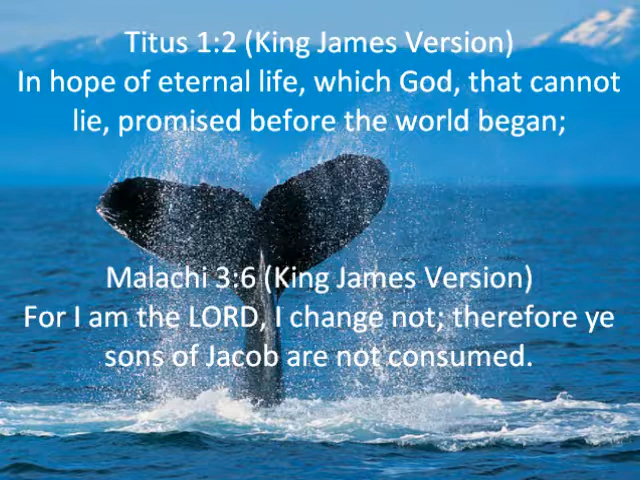 Titus 1:2 (King James Version)
In hope of eternal life, which God, that cannot
lie, promised before the world began;
Malachi 3:6 (King James Version)
For I am the LORD, I change not; therefore ye
sons of Jacob are not consumed.